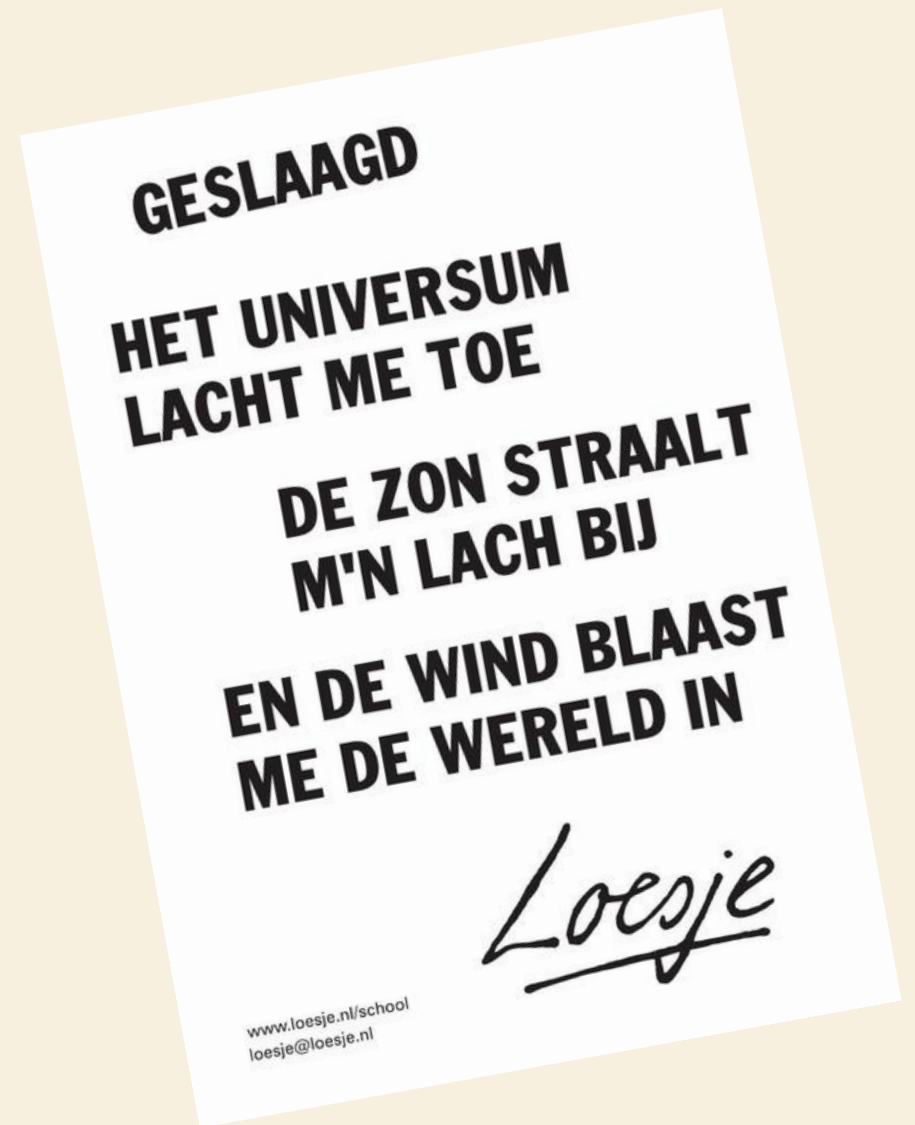 GESLAAGD
HET UNIVERSUM
LACHT ME TOE
DE ZON STRAALT
M'N LACH BIJ
EN DE WIND BLAAST
ME DE WERELD IN
Loesje
www.loesje.nl/school
loesje@loesje.nl